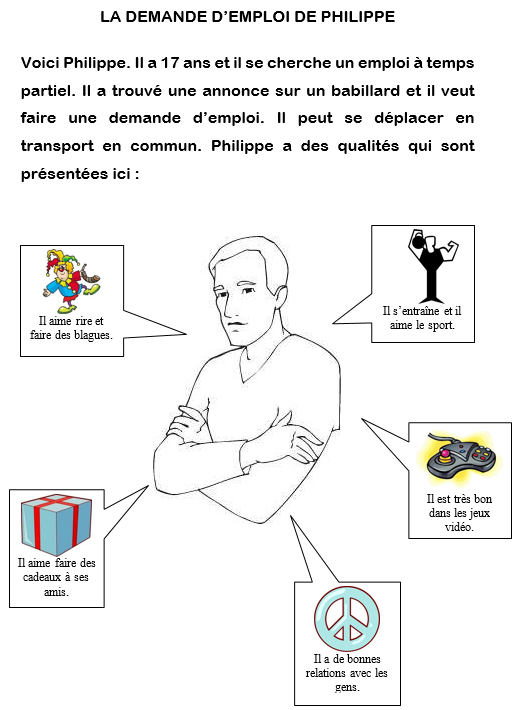 LA DEMANDE D’EMPLOI DE PHILIPPE
Voici Philippe. Il a 17 ans et il se cherche un emploi à temps
partiel. Il a trouvé une annonce sur un babillard et il veut
faire une demande d’emploi. Il peut se déplacer en
transport en commun. Philippe a des qualités qui sont
présentées ici :
Il aime rire et
faire des blagues.
Il s’entraîne et il
aime le sport.
Il est très bon
dans les jeux
vidéo.
Il aime faire des
cadeaux à ses
amis.
Il a de bonnes
relations avec les
gens.